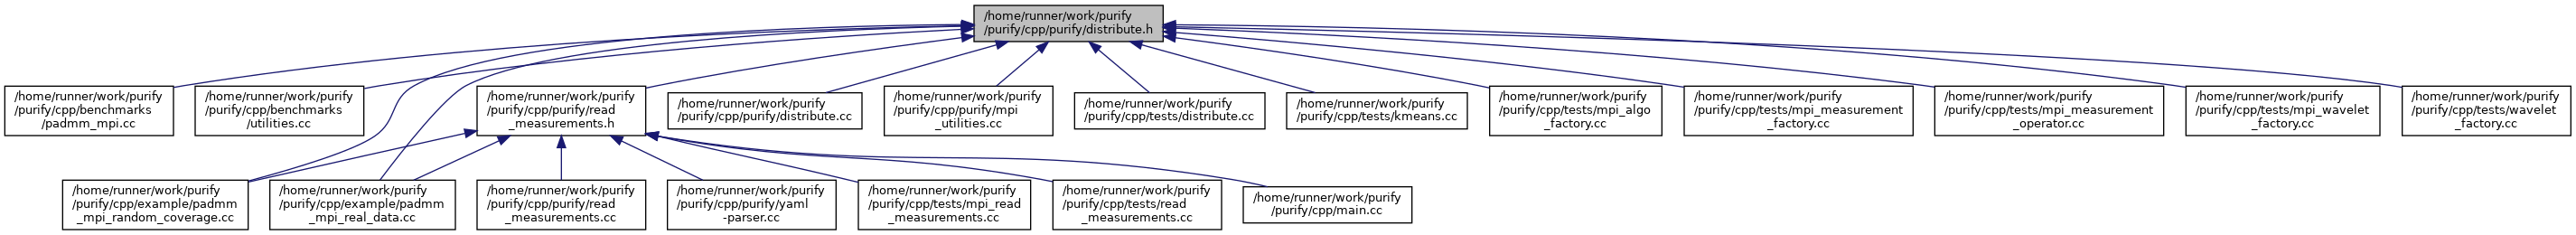 /home/runner/work/purify
/purify/cpp/purify/distribute.h
/home/runner/work/purify
/purify/cpp/benchmarks
/padmm_mpi.cc
/home/runner/work/purify
/purify/cpp/benchmarks
/utilities.cc
/home/runner/work/purify
/purify/cpp/purify/read
_measurements.h
/home/runner/work/purify
/purify/cpp/purify/distribute.cc
/home/runner/work/purify
/purify/cpp/purify/mpi
_utilities.cc
/home/runner/work/purify
/purify/cpp/tests/distribute.cc
/home/runner/work/purify
/purify/cpp/tests/kmeans.cc
/home/runner/work/purify
/purify/cpp/tests/mpi_algo
_factory.cc
/home/runner/work/purify
/purify/cpp/tests/mpi_measurement
_factory.cc
/home/runner/work/purify
/purify/cpp/tests/mpi_measurement
_operator.cc
/home/runner/work/purify
/purify/cpp/tests/mpi_wavelet
_factory.cc
/home/runner/work/purify
/purify/cpp/tests/wavelet
_factory.cc
/home/runner/work/purify
/purify/cpp/example/padmm
_mpi_random_coverage.cc
/home/runner/work/purify
/purify/cpp/example/padmm
_mpi_real_data.cc
/home/runner/work/purify
/purify/cpp/purify/read
_measurements.cc
/home/runner/work/purify
/purify/cpp/purify/yaml
-parser.cc
/home/runner/work/purify
/purify/cpp/tests/mpi_read
_measurements.cc
/home/runner/work/purify
/purify/cpp/tests/read
_measurements.cc
/home/runner/work/purify
/purify/cpp/main.cc